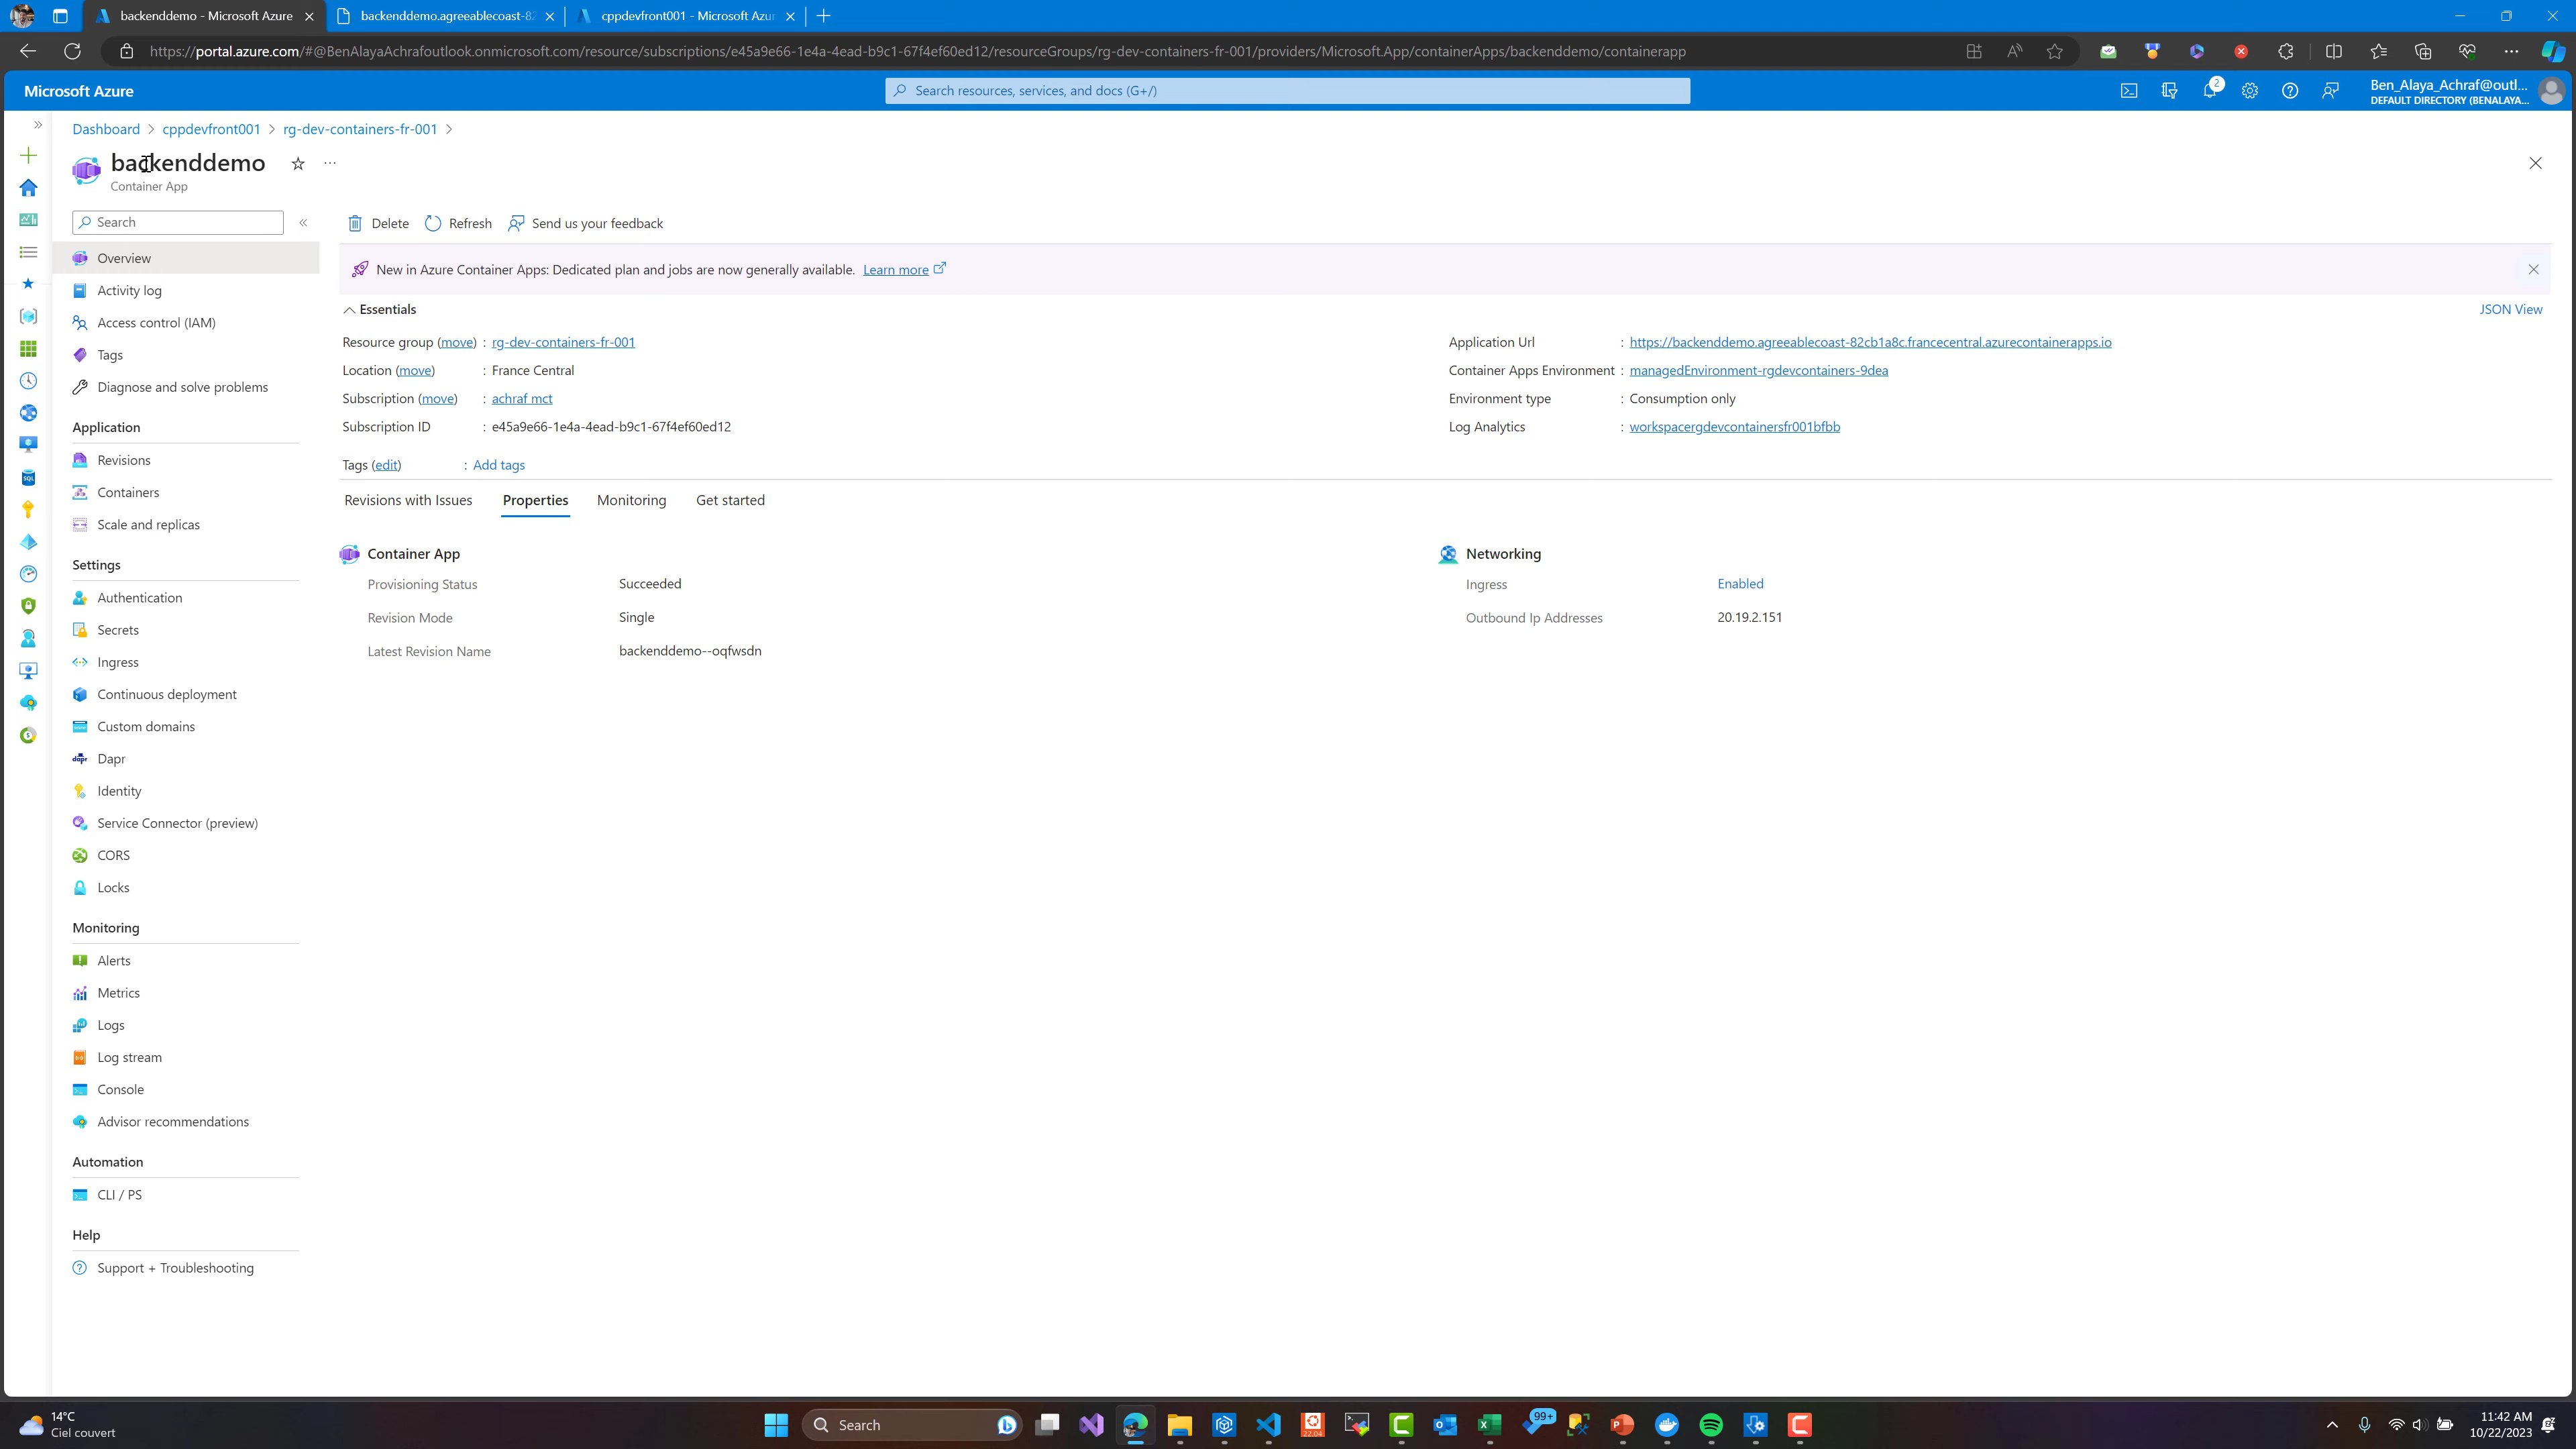 backenddemo - Microsoft Azure
backenddemo.agreeablecoast-82
cppdevfront001 - Microsoft Azur
https://portal.azure.com/#@BenAlayaAchrafoutlook.onmicrosoft.com/resource/subscriptions/e45a9e66-1e4a-4ead-b9c1-67f4ef60ed12/resourceGroups/rg-dev-containers-fr-001/providers/Microsoft.App/containerApps/backenddemo/containerapp
Microsoft Azure
Search resources, services, and docs (G+/)
2
Ben_Alaya_Achraf@outl...
DEFAULT DIRECTORY (BENALAYA...
Dashboard > cppdevfront001 > rg-dev-containers-fr-001 >
backenddemo
Container App
Search
Delete
Refresh
Send us your feedback
Overview
Activity log
Access control (IAM)
Tags
Diagnose and solve problems
Application
Revisions
Containers
Scale and replicas
Settings
Authentication
Secrets
Ingress
Continuous deployment
Custom domains
Dapr
Identity
Service Connector (preview)
CORS
Locks
Monitoring
Alerts
Metrics
Logs
Log stream
Console
Advisor recommendations
Automation
CLI / PS
Help
Support + Troubleshooting
New in Azure Container Apps: Dedicated plan and jobs are now generally available. Learn more
Essentials
JSON View
Resource group (move) : rg-dev-containers-fr-001
Location (move) : France Central
Subscription (move) : achraf mct
Subscription ID : e45a9e66-1e4a-4ead-b9c1-67f4ef60ed12
Tags (edit) : Add tags
Application Url : https://backenddemo.agreeablecoast-82cb1a8c.francecentral.azurecontainerapps.io
Container Apps Environment : managedEnvironment-rgdevcontainers-9dea
Environment type : Consumption only
Log Analytics : workspacergdevcontainersfr001bfbb
Revisions with Issues
Properties
Monitoring
Get started
Container App
Provisioning Status Succeeded
Revision Mode Single
Latest Revision Name backenddemo--oqfwsdn
Networking
Ingress Enabled
Outbound Ip Addresses 20.19.2.151
14°C
Ciel couvert
Search
22.04
99+
11:42 AM
10/22/2023